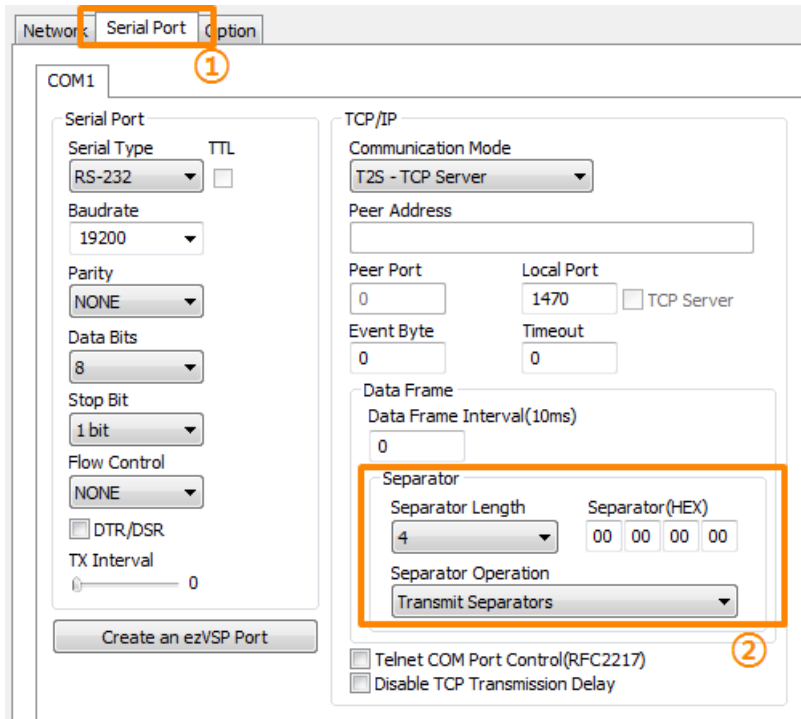 Network Serial Port Option
①
COM1
Serial Port
Serial Type TTL
RS-232
Baudrate
19200
Parity
NONE
Data Bits
8
Stop Bit
1 bit
Flow Control
NONE
DTR/DSR
TX Interval
0
Create an ezVSP Port
TCP/IP
Communication Mode
T2S - TCP Server
Peer Address
Peer Port Local Port
0 1470 TCP Server
Event Byte Timeout
0 0
Data Frame
Data Frame Interval(10ms)
0
Separator
Separator Length Separator(HEX)
4 00 00 00 00
Separator Operation
Transmit Separators
②
Telnet COM Port Control(RFC2217)
Disable TCP Transmission Delay